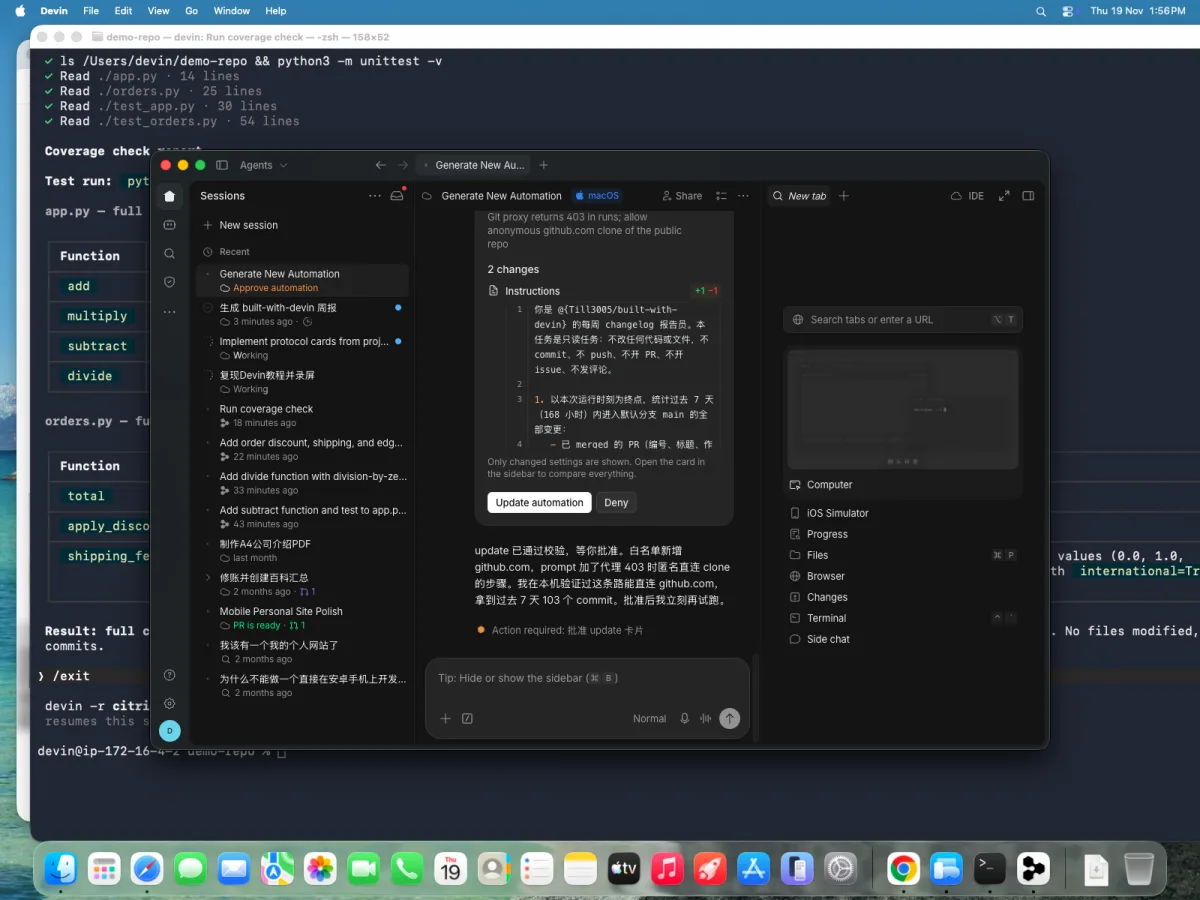 Devin File Edit View Go Window Help
Thu 19 Nov 1:56PM
demo-repo — devin: Run coverage check — -zsh — 158×52
✓ ls /Users/devin/demo-repo && python3 -m unittest -v
✓ Read ./app.py · 14 lines
✓ Read ./orders.py · 25 lines
✓ Read ./test_app.py · 30 lines
✓ Read ./test_orders.py · 54 lines
Coverage check
Test run: pyt
app.py — full
Function
add
multiply
subtract
divide
orders.py — fu
Function
total
apply_disco
shipping_fe
values (0.0, 1.0,
th international=Tr
Result: full c
. No files modified,
commits.
❯ /exit
devin -r citri
resumes this s
devin@ip-172-16-4-2 demo-repo %
Agents
Generate New Au...
Sessions
New session
Recent
Generate New Automation
Approve automation
生成 built-with-devin 周报
3 minutes ago
Implement protocol cards from proj...
Working
复现Devin教程并录屏
Working
Run coverage check
18 minutes ago
Add order discount, shipping, and edg...
22 minutes ago
Add divide function with division-by-ze...
33 minutes ago
Add subtract function and test to app.p...
43 minutes ago
制作A4公司介绍PDF
last month
修账并创建百科汇总
2 months ago · 1
Mobile Personal Site Polish
PR is ready · 1
我该有一个我的个人网站了
2 months ago
为什么不能做一个直接在安卓手机上开发...
2 months ago
D
Generate New Automation
macOS
Share
Git proxy returns 403 in runs; allow
anonymous github.com clone of the public
repo
2 changes
Instructions
+1 −1
1 你是 @{Till3005/built-with-
devin} 的每周 changelog 报告员。本
任务是只读任务: 不改任何代码或文件、不
commit、不 push、不开 PR、不开
issue、不发评论。
2
3 1. 以本次运行时刻为终点，统计过去 7 天
（168 小时）内进入默认分支 main 的全
部变更:
4 - 已 merged 的 PR（编号、标题、作
Only changed settings are shown. Open the card in
the sidebar to compare everything.
Update automation
Deny
update 已通过校验，等你批准。白名单新增
github.com，prompt 加了代理 403 时匿名直连 clone
的步骤。我在本机验证过这条路能直连 github.com，
拿到过去 7 天 103 个 commit。批准后我立刻再试跑。
Action required: 批准 update 卡片
Tip: Hide or show the sidebar (⌘ B )
Normal
New tab
IDE
Search tabs or enter a URL
⌥ T
Computer
iOS Simulator
Progress
Files
⌘ P
Browser
Changes
Terminal
Side chat
Thu
19
tv